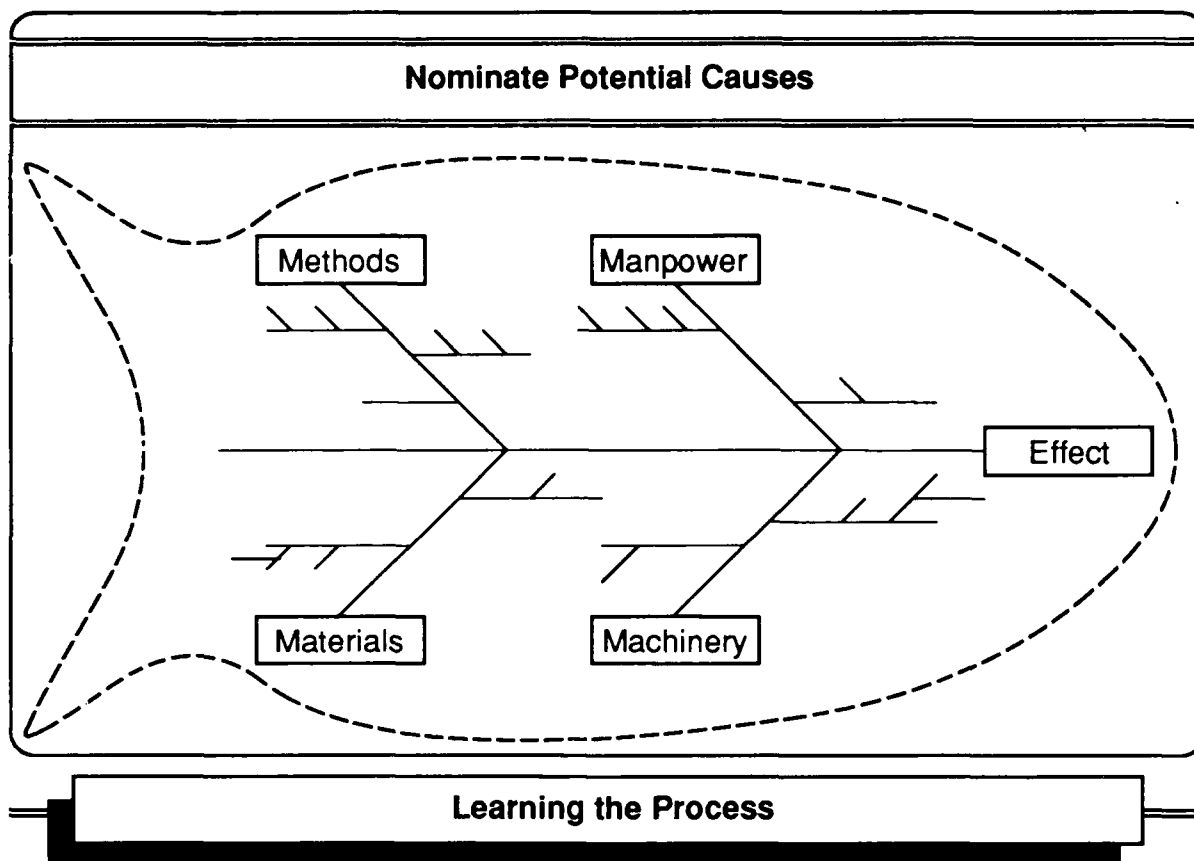 Nominate Potential Causes
Methods
Manpower
Effect
Materials
Machinery
Learning the Process